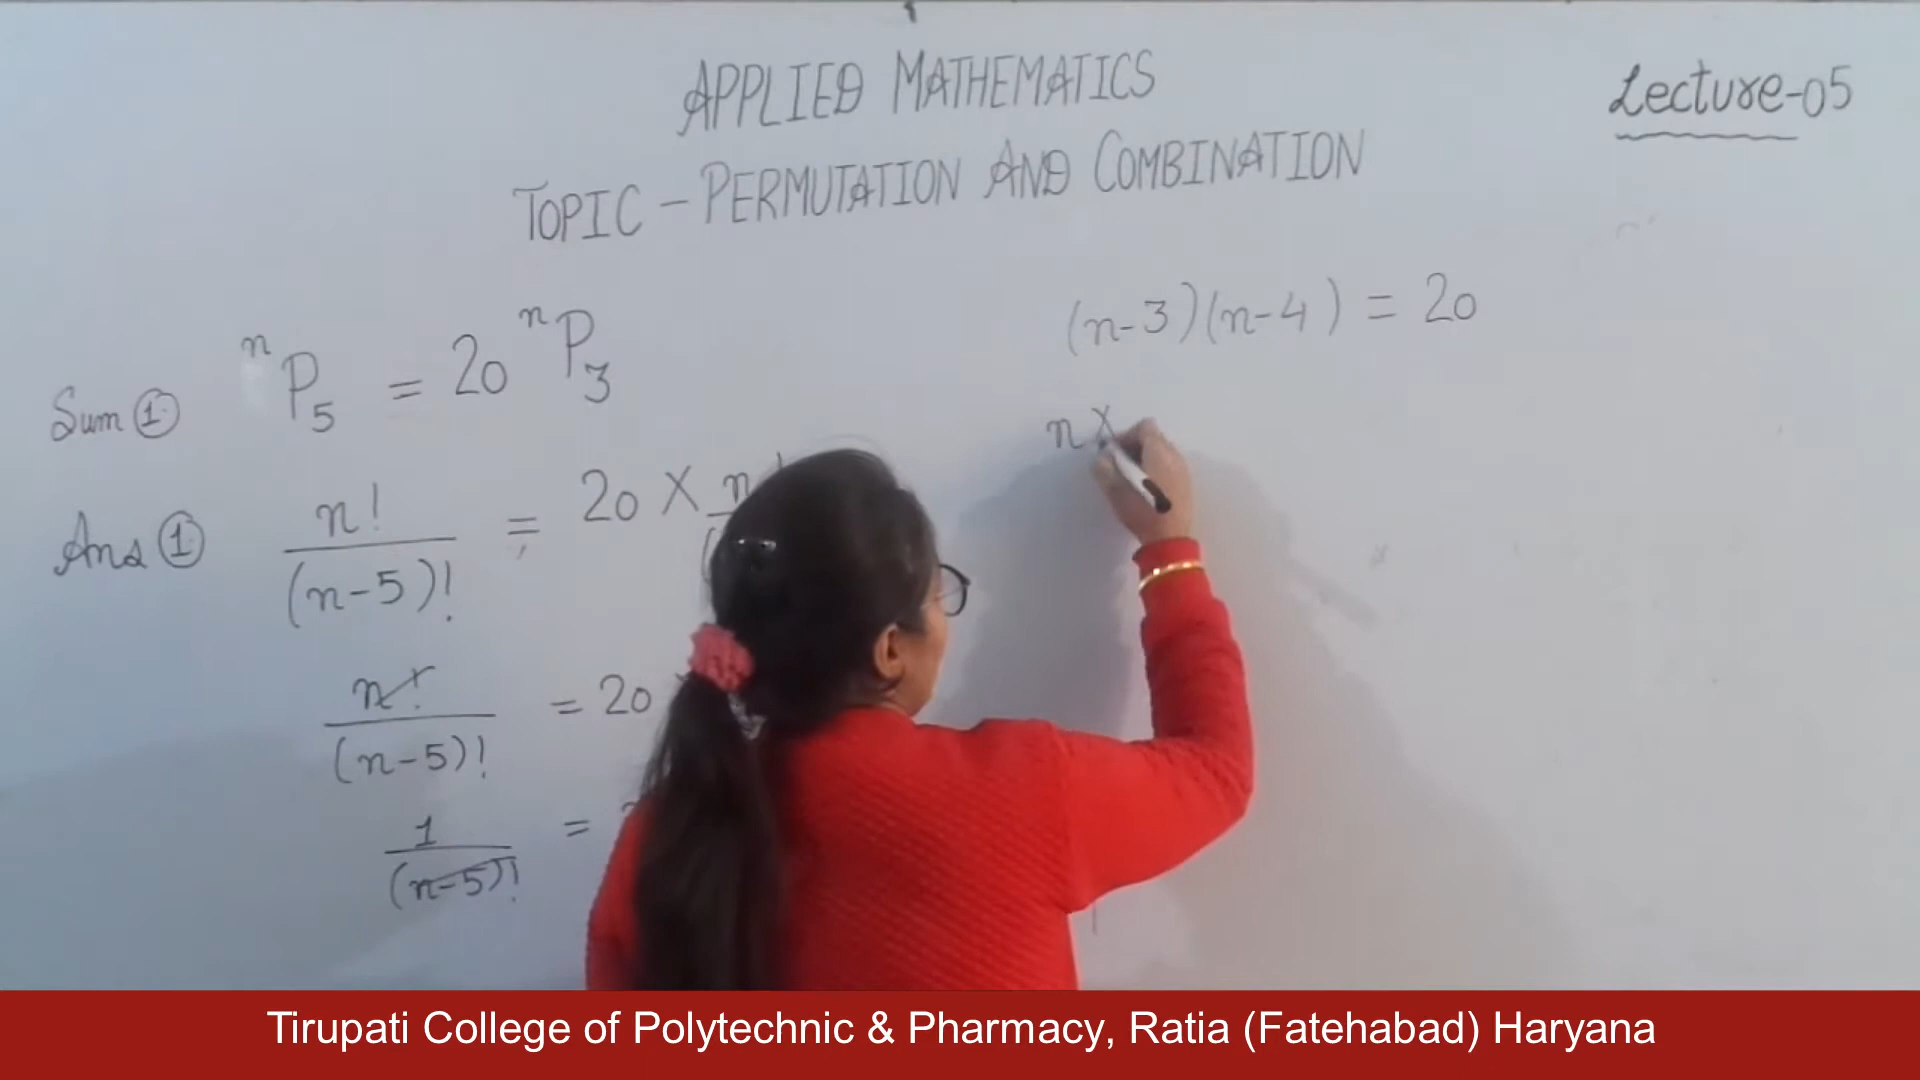 APPLIED MATHEMATICS
Lecture-05
TOPIC - PERMUTATION AND COMBINATION
Sum ① ⁿP₅ = 20 ⁿP₃
Ans ① n! / (n-5)! = 20 × n
n! / (n-5)! = 20
1 / (n-5)! =
(n-3)(n-4) = 20
n×
Tirupati College of Polytechnic & Pharmacy, Ratia (Fatehabad) Haryana